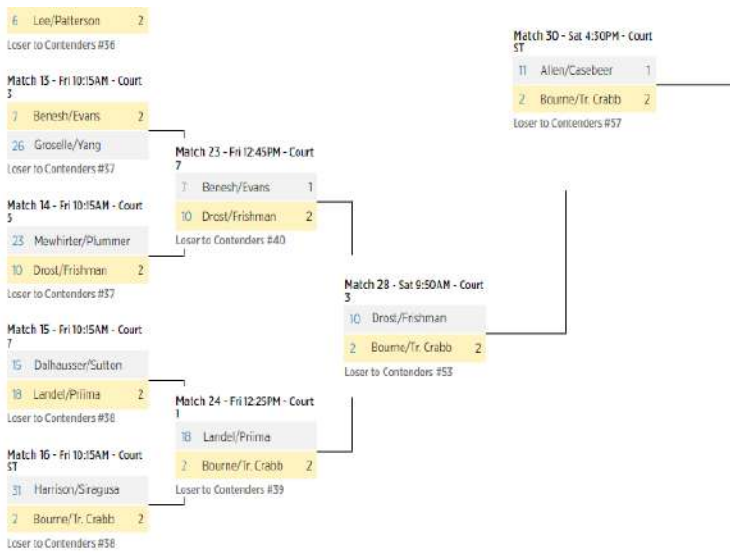 6 Lee/Patterson 2
Loser to Contenders #36
Match 13 - Fri 10:15AM - Court
3
7 Benesh/Evans 2
26 Groselle/Yang
Loser to Contenders #37
Match 14 - Fri 10:15AM - Court
5
23 Mewhirter/Plummer
10 Drost/Frishman 2
Loser to Contenders #37
Match 15 - Fri 10:15AM - Court
7
15 Dalhausser/Sutton
18 Landel/Priima 2
Loser to Contenders #38
Match 16 - Fri 10:15AM - Court
ST
31 Harrison/Siragusa
2 Bourne/Tr. Crabb 2
Loser to Contenders #38
Match 23 - Fri 12:45PM - Court
7
7 Benesh/Evans 1
10 Drost/Frishman 2
Loser to Contenders #40
Match 24 - Fri 12:25PM - Court
1
18 Landel/Priima
2 Bourne/Tr. Crabb 2
Loser to Contenders #39
Match 28 - Sat 9:50AM - Court
3
10 Drost/Frishman
2 Bourne/Tr. Crabb 2
Loser to Contenders #53
Match 30 - Sat 4:30PM - Court
ST
11 Allen/Casebeer 1
2 Bourne/Tr. Crabb 2
Loser to Contenders #57